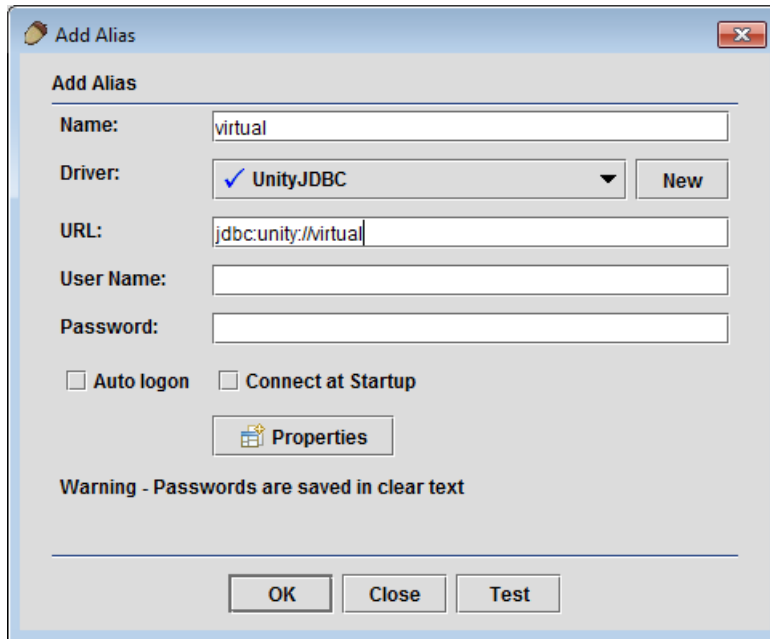 Add Alias
Add Alias
Name: virtual
Driver: UnityJDBC New
URL: jdbc:unity://virtual
User Name:
Password:
Auto logon Connect at Startup
Properties
Warning - Passwords are saved in clear text
OK Close Test